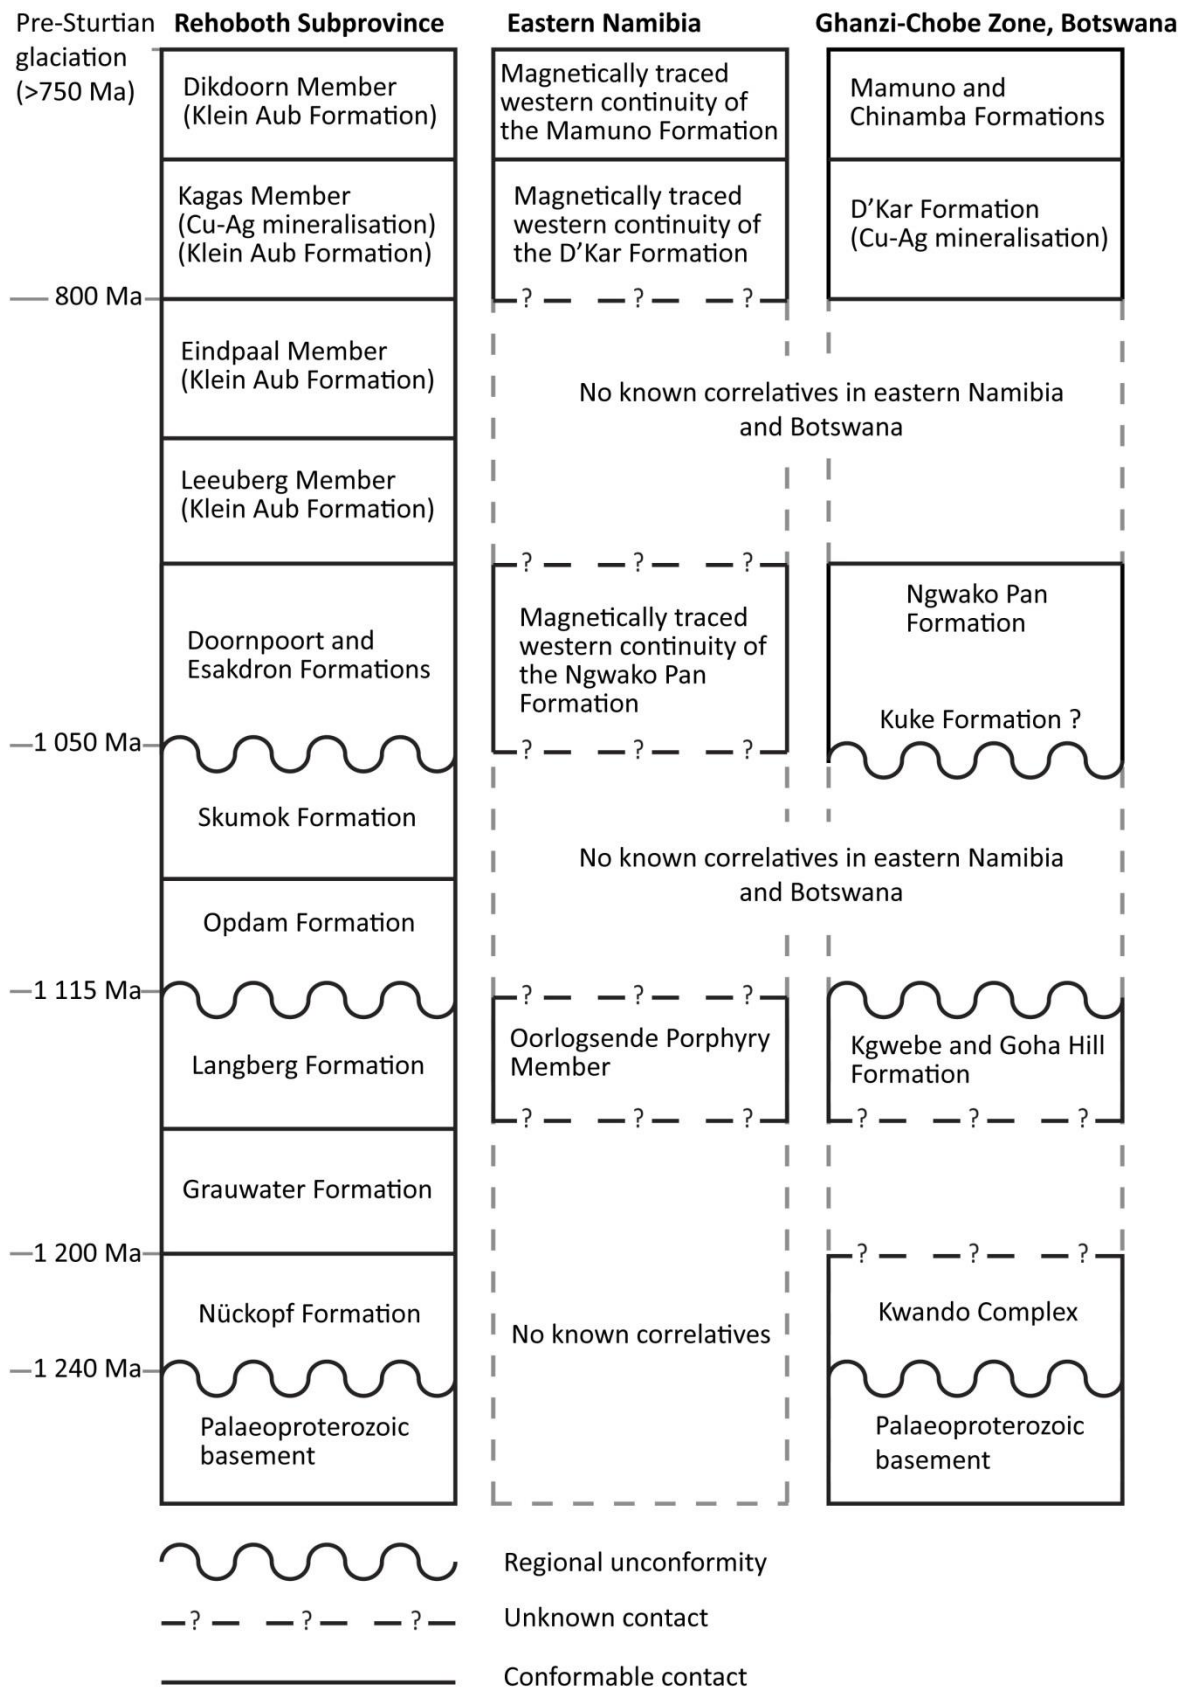 Pre-Sturtian
glaciation
(>750 Ma)
Rehoboth Subprovince
Eastern Namibia
Ghanzi-Chobe Zone, Botswana
Dikdoorn Member
(Klein Aub Formation)
Magnetically traced
western continuity of
the Mamuno Formation
Mamuno and
Chinamba Formations
Kagas Member
(Cu-Ag mineralisation)
(Klein Aub Formation)
Magnetically traced
western continuity of
the D'Kar Formation
D'Kar Formation
(Cu-Ag mineralisation)
800 Ma
? ? ?
Eindpaal Member
(Klein Aub Formation)
No known correlatives in eastern Namibia
and Botswana
Leeuberg Member
(Klein Aub Formation)
? ? ?
Doornpoort and
Esakdron Formations
Magnetically traced
western continuity of
the Ngwako Pan
Formation
Ngwako Pan
Formation
Kuke Formation ?
1 050 Ma
? ? ?
Skumok Formation
No known correlatives in eastern Namibia
and Botswana
Opdam Formation
1 115 Ma
? ? ?
Langberg Formation
Oorlogsende Porphyry
Member
Kgwebe and Goha Hill
Formation
? ? ?
? ? ?
Grauwater Formation
1 200 Ma
? ? ?
Nückopf Formation
No known correlatives
Kwando Complex
1 240 Ma
Palaeoproterozoic
basement
Palaeoproterozoic
basement
Regional unconformity
? ? ?
Unknown contact
Conformable contact